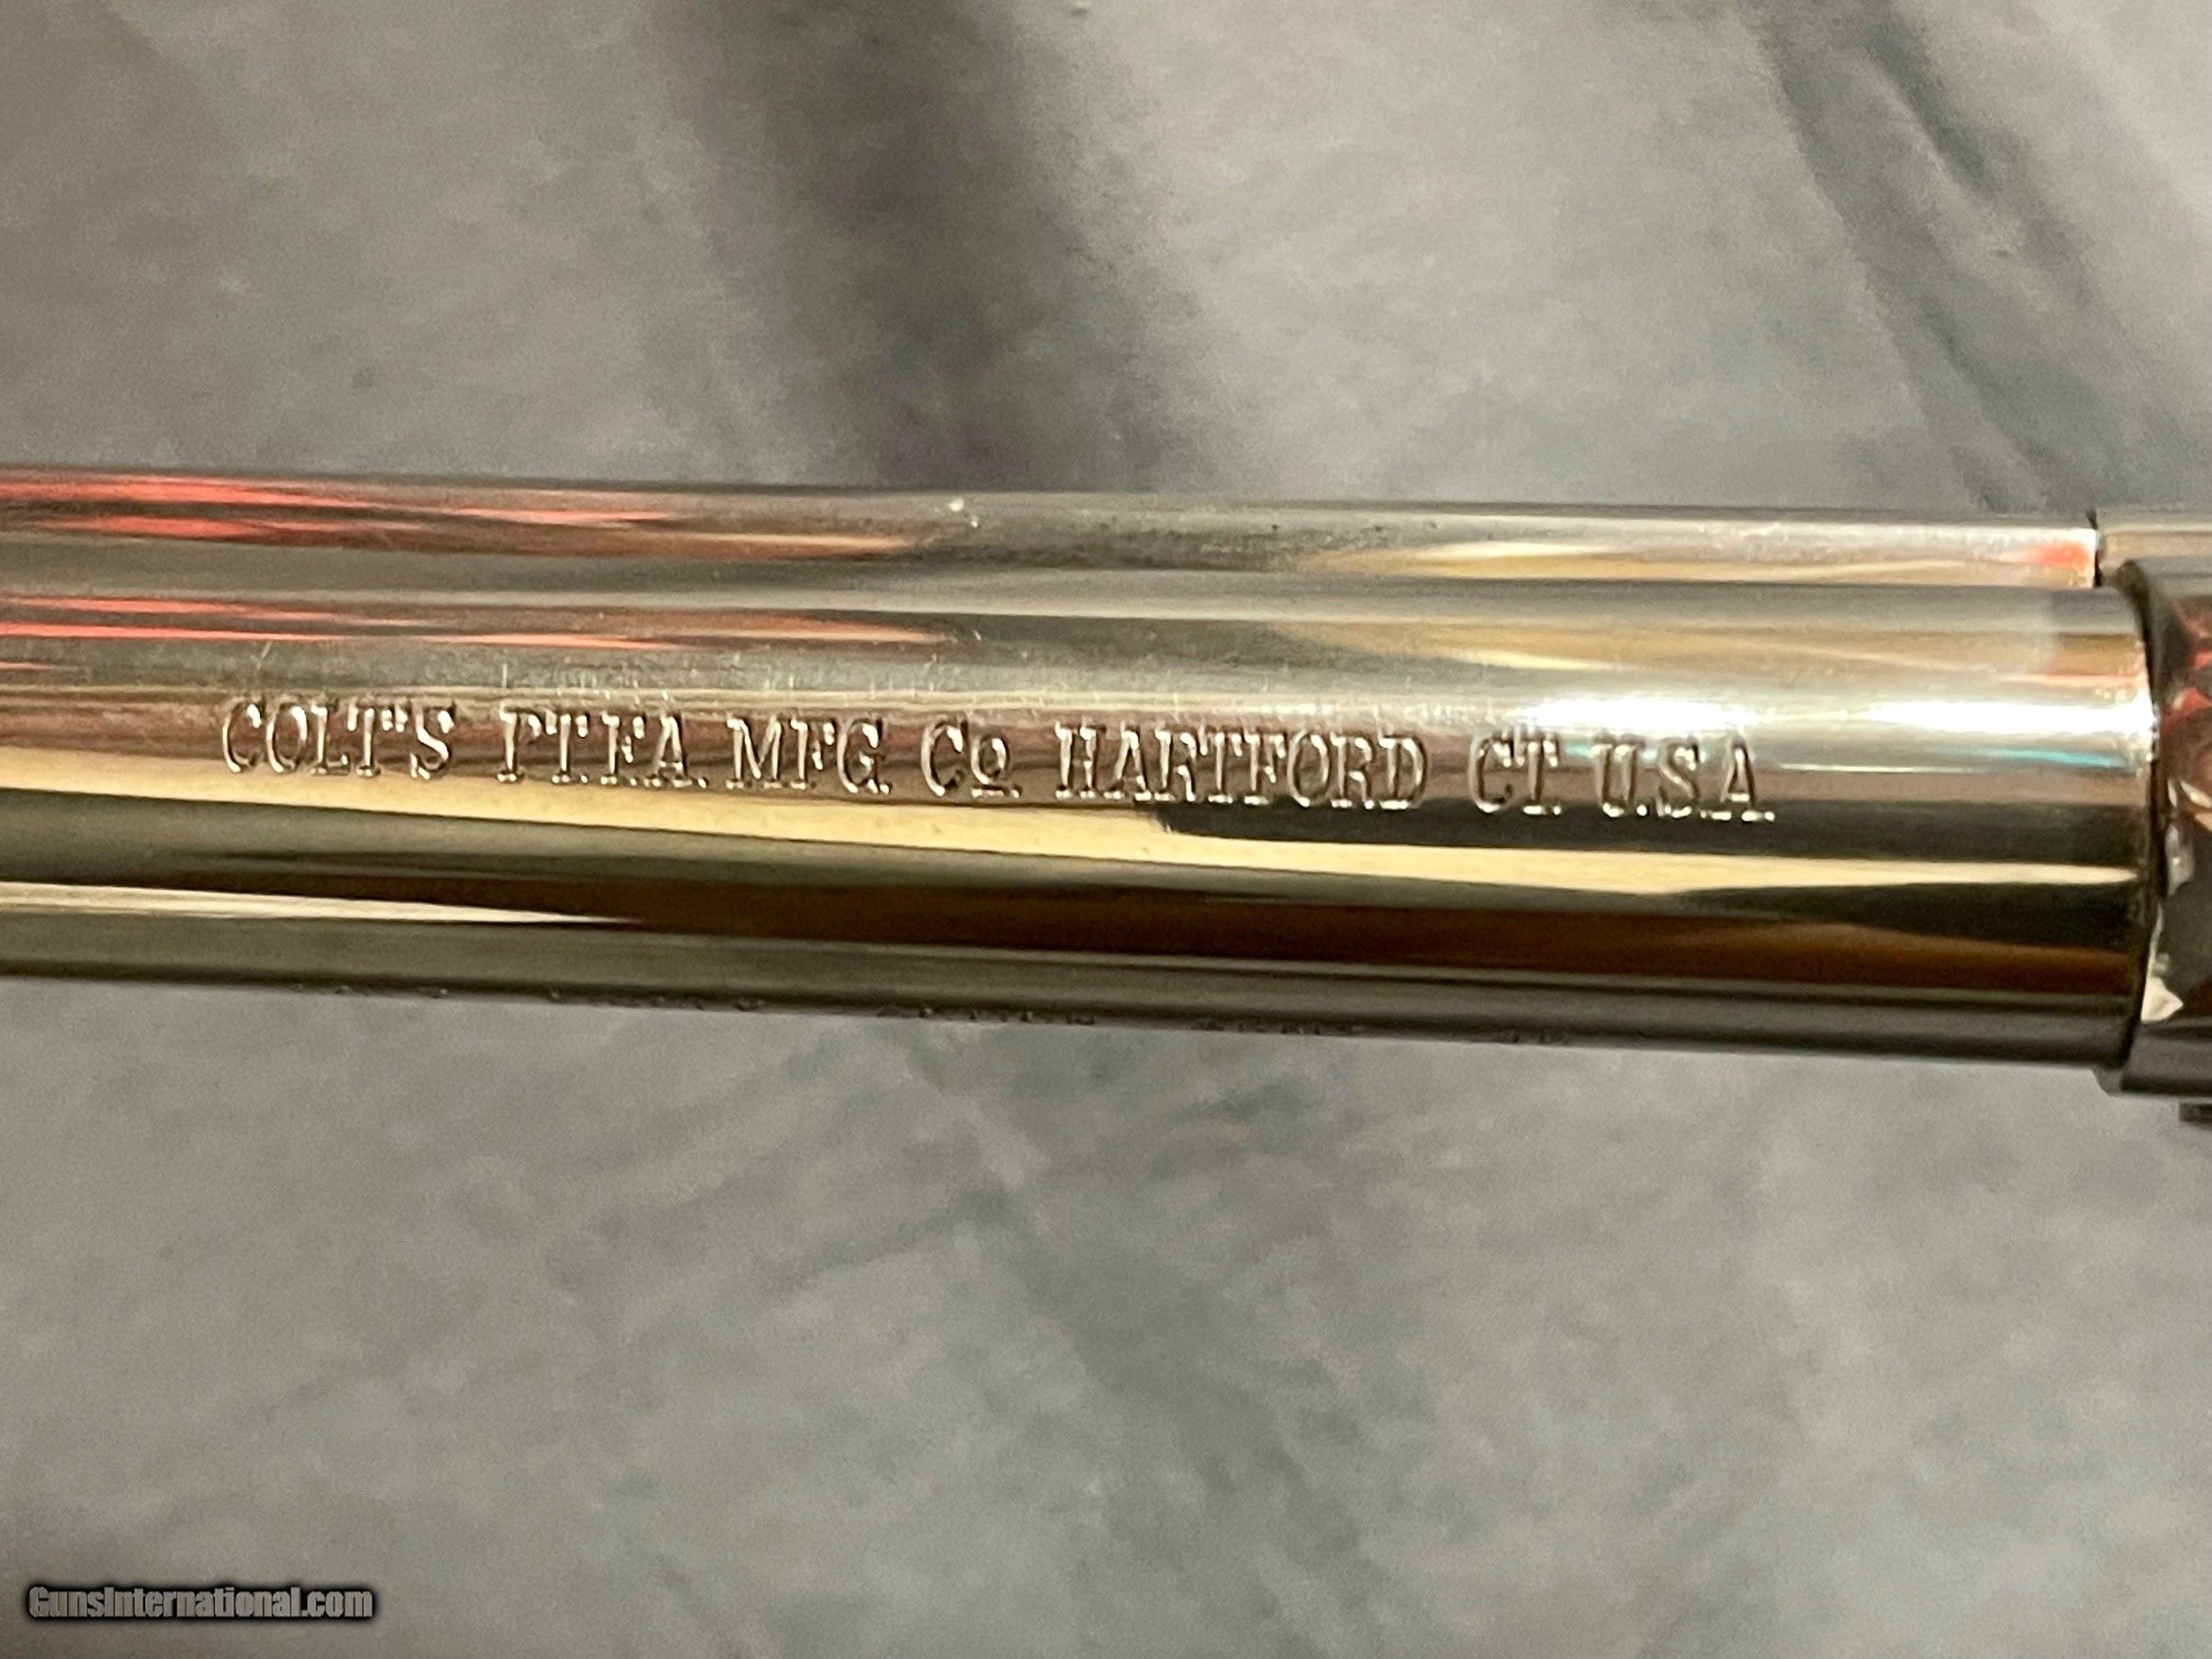 COLT'S PT.F.A. MFG. Co. HARTFORD CT. U.S.A.
GunsInternational.com